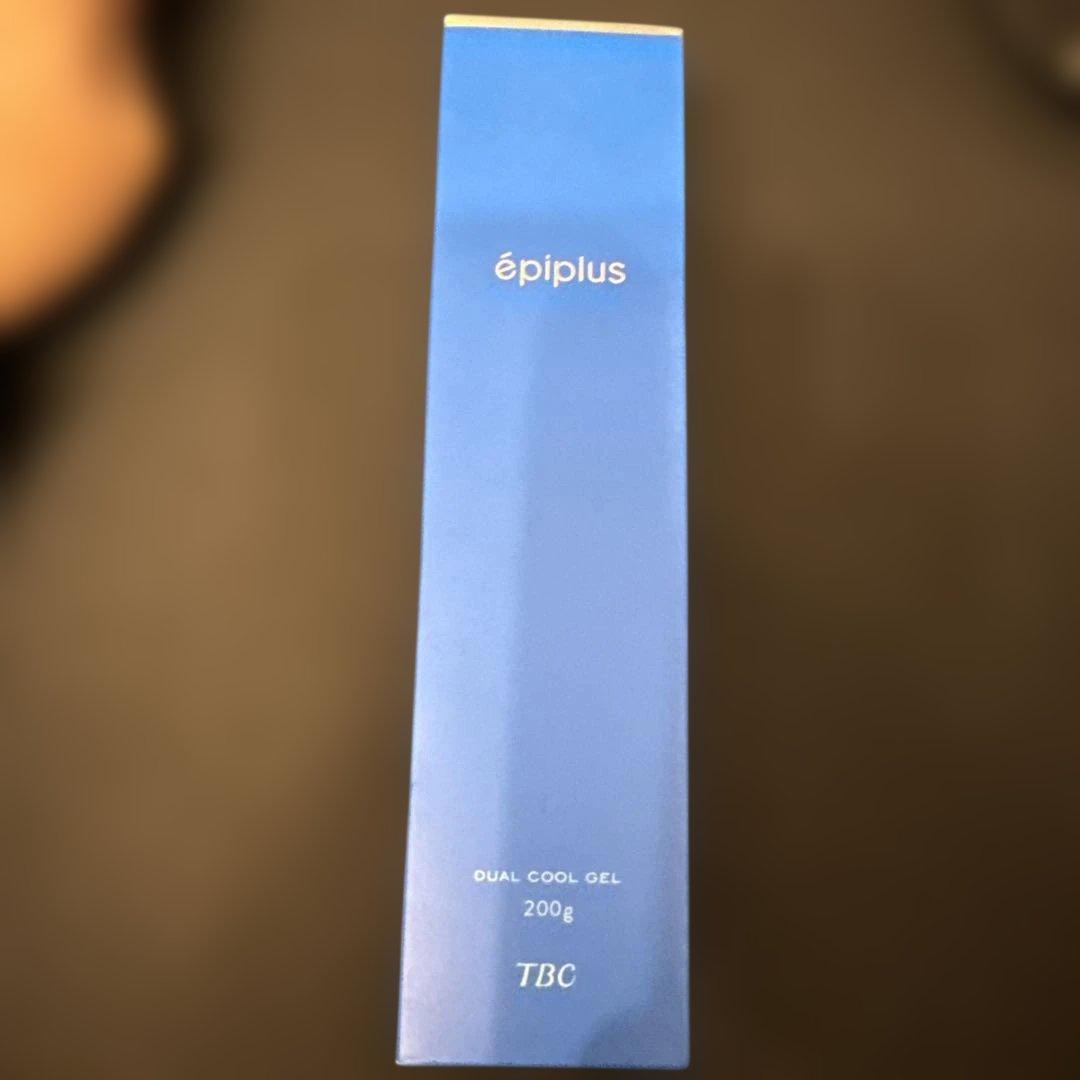 épiplus
DUAL COOL GEL
200g
TBC